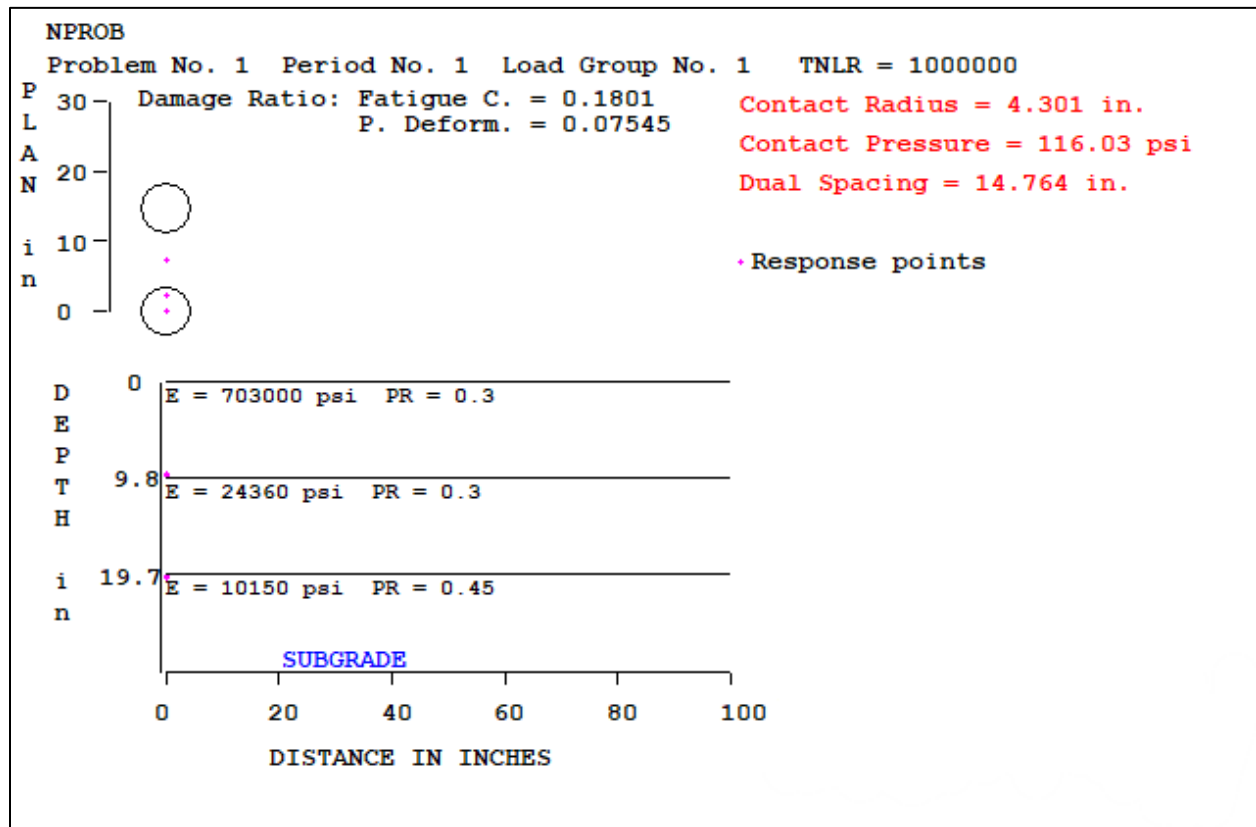 NPROB
Problem No. 1 Period No. 1 Load Group No. 1 TNLR = 1000000
Damage Ratio: Fatigue C. = 0.1801
P. Deform. = 0.07545
Contact Radius = 4.301 in.
Contact Pressure = 116.03 psi
Dual Spacing = 14.764 in.
Response points
PLAN in
30
20
10
0
DEPTH in
0
E = 703000 psi PR = 0.3
9.8
E = 24360 psi PR = 0.3
19.7
E = 10150 psi PR = 0.45
SUBGRADE
0 20 40 60 80 100
DISTANCE IN INCHES